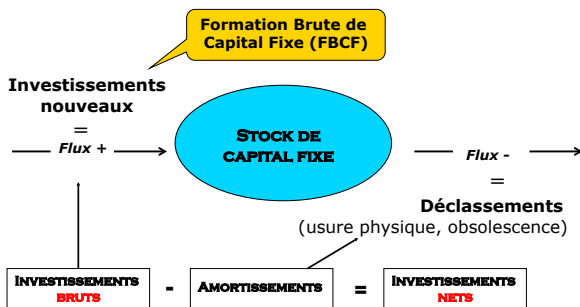 Formation Brute de
Capital Fixe (FBCF)
Investissements
nouveaux
=
Flux +
STOCK DE
CAPITAL FIXE
Flux -
=
Déclassements
(usure physique, obsolescence)
INVESTISSEMENTS
BRUTS
-
AMORTISSEMENTS
=
INVESTISSEMENTS
NETS